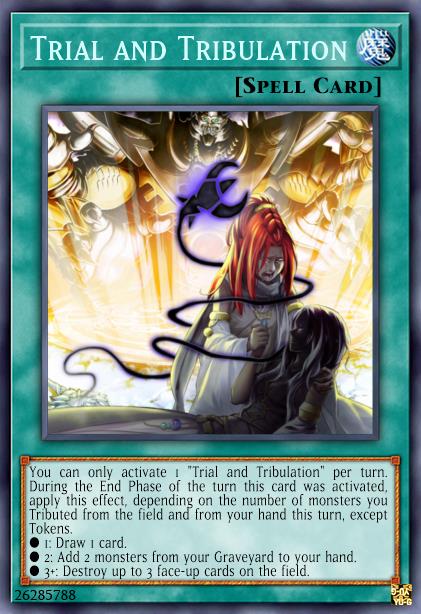 TRIAL AND TRIBULATION 魔
[SPELL CARD]
You can only activate 1 "Trial and Tribulation" per turn.
During the End Phase of the turn this card was activated,
apply this effect, depending on the number of monsters you
Tributed from the field and from your hand this turn, except
Tokens.
● 1: Draw 1 card.
● 2: Add 2 monsters from your Graveyard to your hand.
● 3+: Destroy up to 3 face-up cards on the field.
26285788